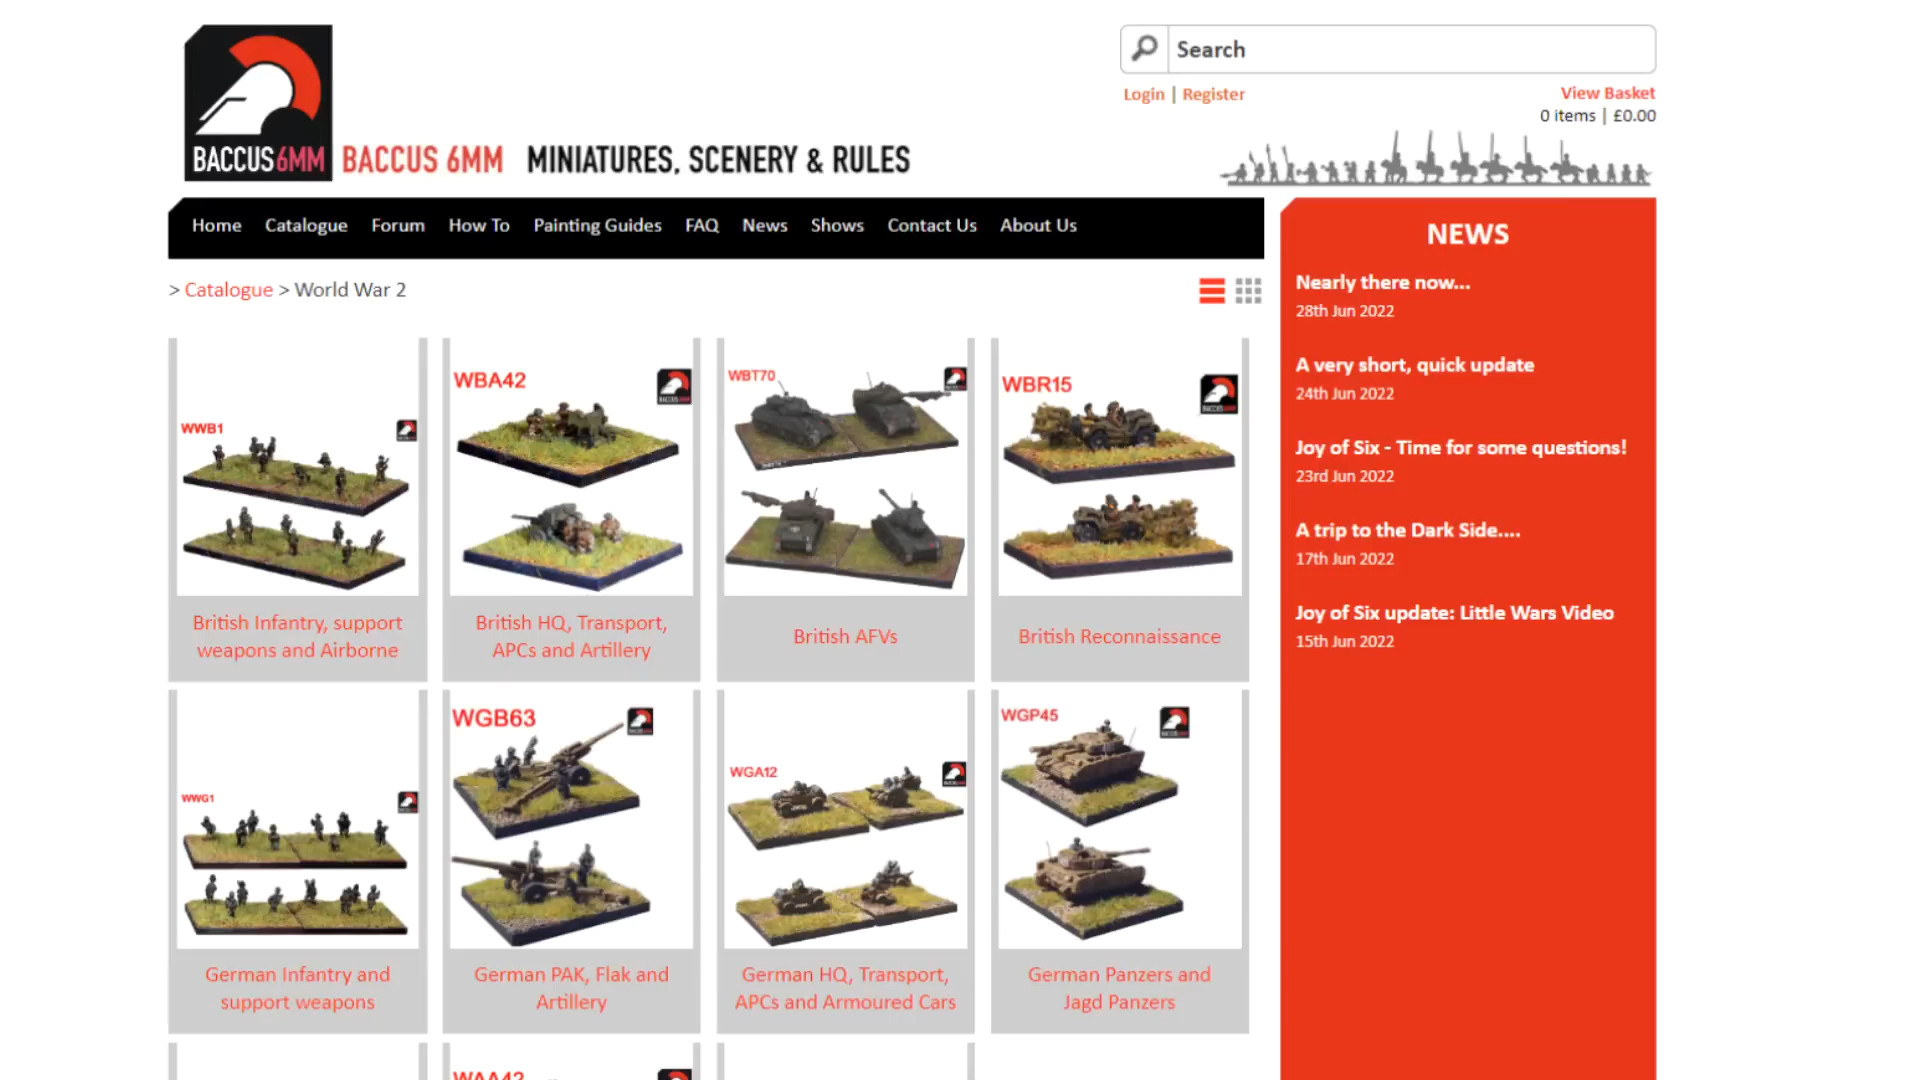 BACCUS6MM
BACCUS 6MM MINIATURES, SCENERY & RULES
Search
Login | Register
View Basket
0 items | £0.00
Home Catalogue Forum How To Painting Guides FAQ News Shows Contact Us About Us
> Catalogue > World War 2
WWB1
British Infantry, support
weapons and Airborne
WBA42
British HQ, Transport,
APCs and Artillery
WBT70
British AFVs
WBR15
British Reconnaissance
WWG1
German Infantry and
support weapons
WGB63
German PAK, Flak and
Artillery
WGA12
German HQ, Transport,
APCs and Armoured Cars
WGP45
German Panzers and
Jagd Panzers
WAA42
NEWS
Nearly there now...
28th Jun 2022
A very short, quick update
24th Jun 2022
Joy of Six - Time for some questions!
23rd Jun 2022
A trip to the Dark Side....
17th Jun 2022
Joy of Six update: Little Wars Video
15th Jun 2022